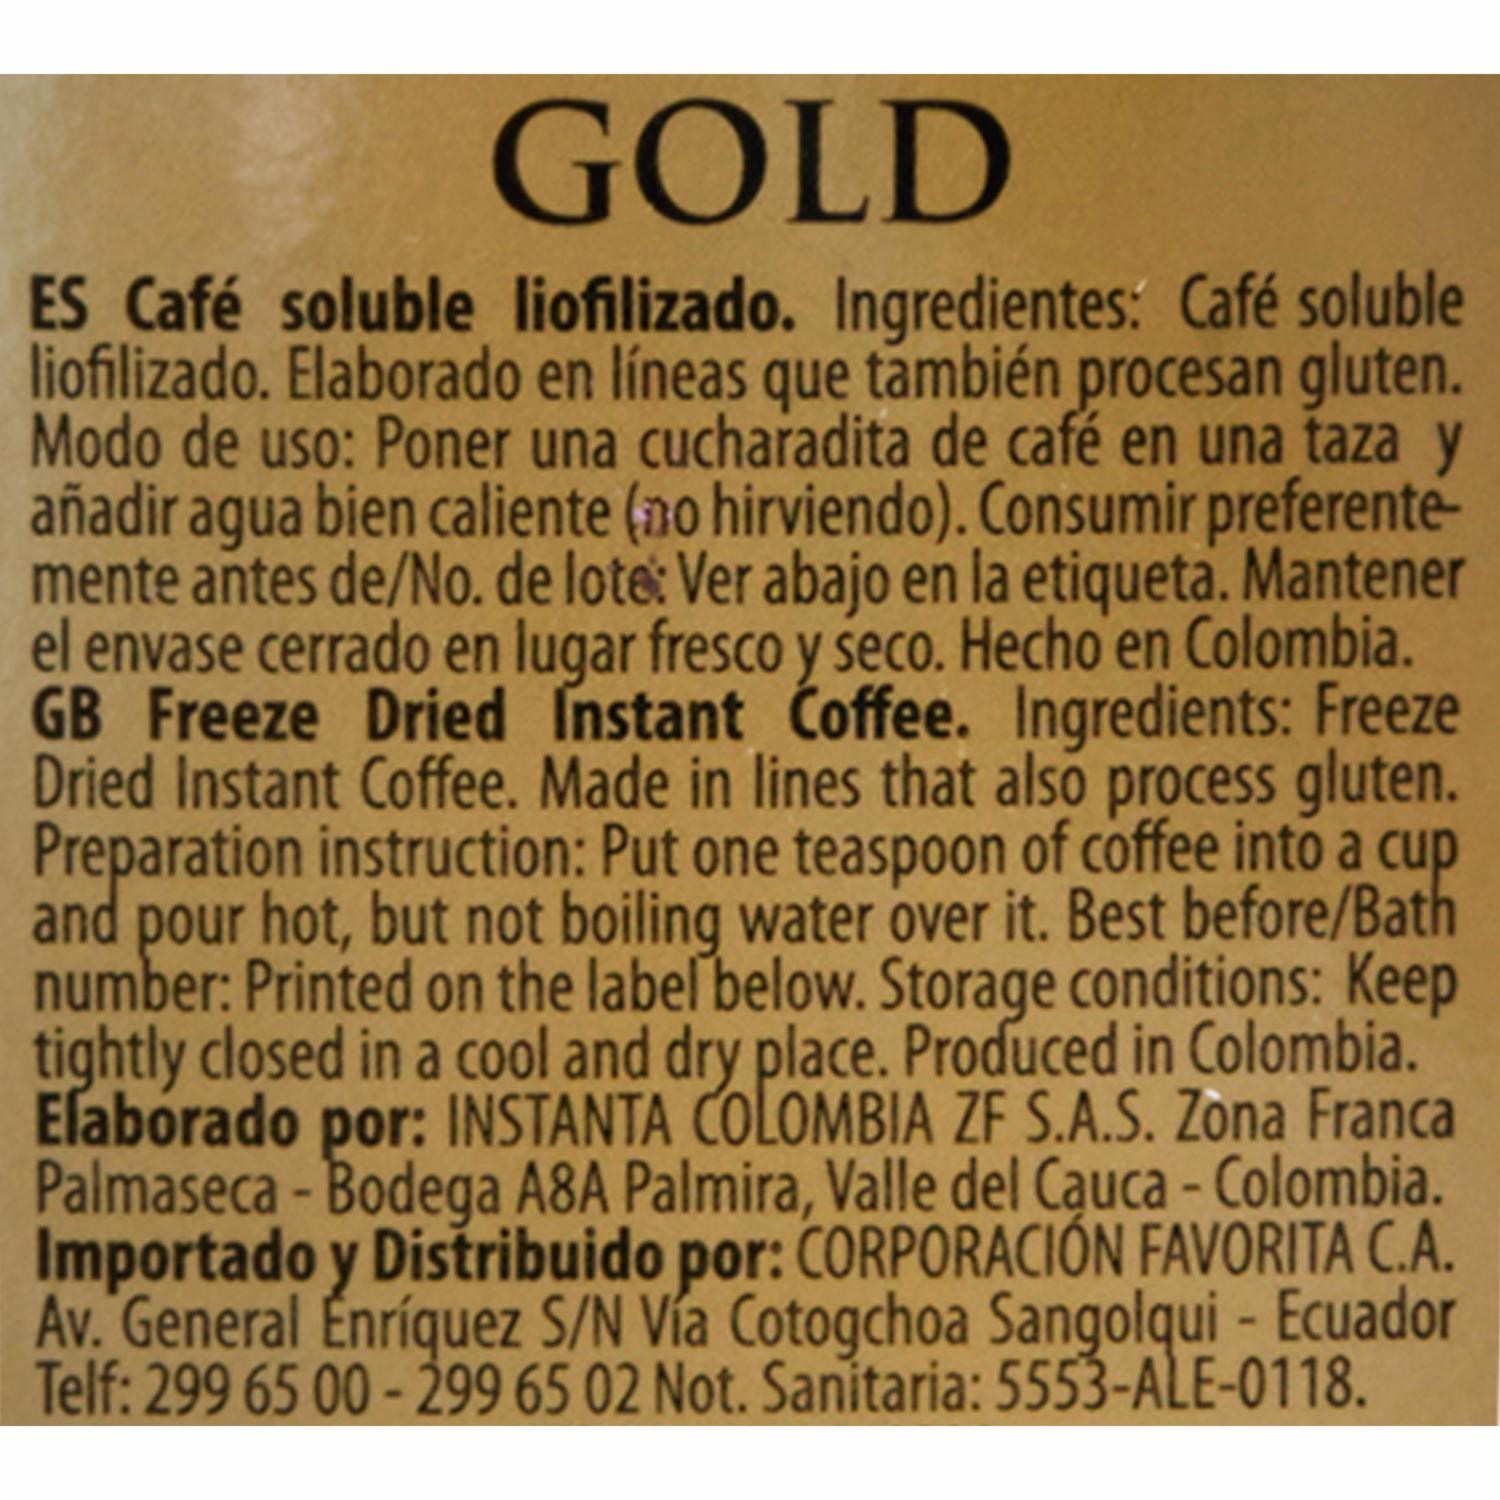 GOLD
ES Café soluble liofilizado. Ingredientes: Café soluble
liofilizado. Elaborado en líneas que también procesan gluten.
Modo de uso: Poner una cucharadita de café en una taza y
añadir agua bien caliente (no hirviendo). Consumir preferente-
mente antes de/No. de lote: Ver abajo en la etiqueta. Mantener
el envase cerrado en lugar fresco y seco. Hecho en Colombia.
GB Freeze Dried Instant Coffee. Ingredients: Freeze
Dried Instant Coffee. Made in lines that also process gluten.
Preparation instruction: Put one teaspoon of coffee into a cup
and pour hot, but not boiling water over it. Best before/Bath
number: Printed on the label below. Storage conditions: Keep
tightly closed in a cool and dry place. Produced in Colombia.
Elaborado por: INSTANTA COLOMBIA ZF S.A.S. Zona Franca
Palmaseca - Bodega A8A Palmira, Valle del Cauca - Colombia.
Importado y Distribuido por: CORPORACIÓN FAVORITA C.A.
Av. General Enríquez S/N Vía Cotogchoa Sangolqui - Ecuador
Telf: 299 65 00 - 299 65 02 Not. Sanitaria: 5553-ALE-0118.